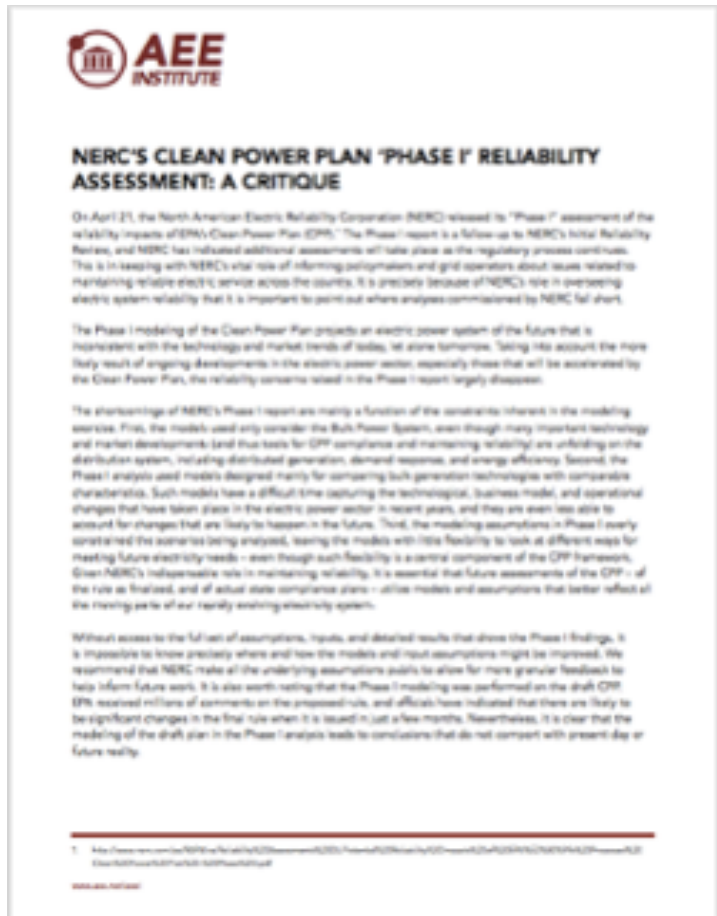 AEE
INSTITUTE
NERC'S CLEAN POWER PLAN "PHASE I" RELIABILITY
ASSESSMENT: A CRITIQUE
On April 21, the North American Electric Reliability Corporation (NERC) released its "Phase I" assessment of the
reliability impacts of EPA's Clean Power Plan (CPP).¹ The Phase I report is a follow-up to NERC's Initial Reliability
Review, and NERC has indicated additional assessments will take place as the regulatory process continues.
This is in keeping with NERC's vital role of informing policymakers and grid operators about issues related to
maintaining reliable electric service across the country. It is precisely because of NERC's role in overseeing
electric system reliability that it is important to point out where analyses commissioned by NERC fall short.
The Phase I modeling of the Clean Power Plan projects an electric power system of the future that is
inconsistent with the technology and market trends of today, let alone tomorrow. Taking into account the more
likely result of ongoing developments in the electric power sector, especially those that will be accelerated by
the Clean Power Plan, the reliability concerns raised in the Phase I report largely disappear.
The shortcomings of NERC's Phase I report are mainly a function of the constraints inherent in the modeling
exercise. First, the models used only consider the Bulk Power System, even though many important technology
and market developments (and thus tools for CPP compliance and maintaining reliability) are unfolding on the
distribution system, including distributed generation, demand response, and energy efficiency. Second, the
Phase I analysis used models designed mainly for comparing bulk generation technologies with comparable
characteristics. Such models have a difficult time capturing the technological, business model, and operational
changes that have taken place in the electric power sector in recent years, and they are even less able to
account for changes that are likely to happen in the future. Third, the modeling assumptions in Phase I overly
constrained the scenarios being analyzed, leaving the models with little flexibility to look at different ways for
meeting future electricity needs – even though such flexibility is a central component of the CPP framework.
Given NERC's indispensable role in maintaining reliability, it is essential that future assessments of the CPP – of
the rule as finalized, and of actual state compliance plans – utilize models and assumptions that better reflect all
the moving parts of our rapidly evolving electricity system.
Without access to the full set of assumptions, inputs, and detailed results that drove the Phase I findings, it
is impossible to know precisely where and how the models and input assumptions might be improved. We
recommend that NERC make all the underlying assumptions public to allow for more granular feedback to
help inform future work. It is also worth noting that the Phase I modeling was performed on the draft CPP.
EPA received millions of comments on the proposed rule, and officials have indicated that there are likely to
be significant changes in the final rule when it is issued in just a few months. Nevertheless, it is clear that the
modeling of the draft plan in the Phase I analysis leads to conclusions that do not comport with present day or
future reality.
1